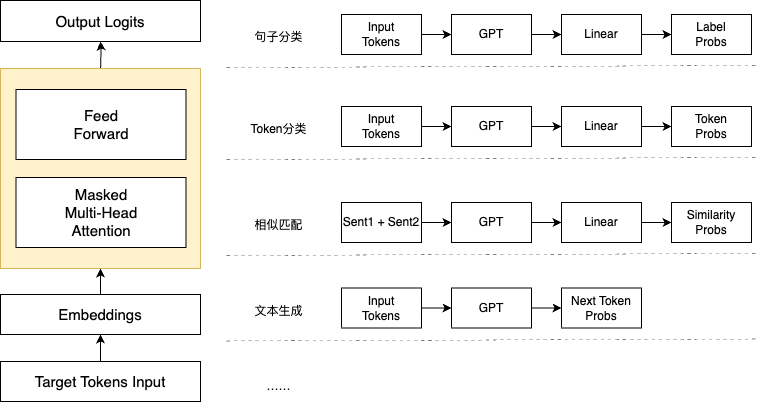 Output Logits
Feed
Forward
Masked
Multi-Head
Attention
Embeddings
Target Tokens Input
句子分类
Input
Tokens
GPT
Linear
Label
Probs
Token分类
Input
Tokens
GPT
Linear
Token
Probs
相似匹配
Sent1 + Sent2
GPT
Linear
Similarity
Probs
文本生成
Input
Tokens
GPT
Next Token
Probs
......